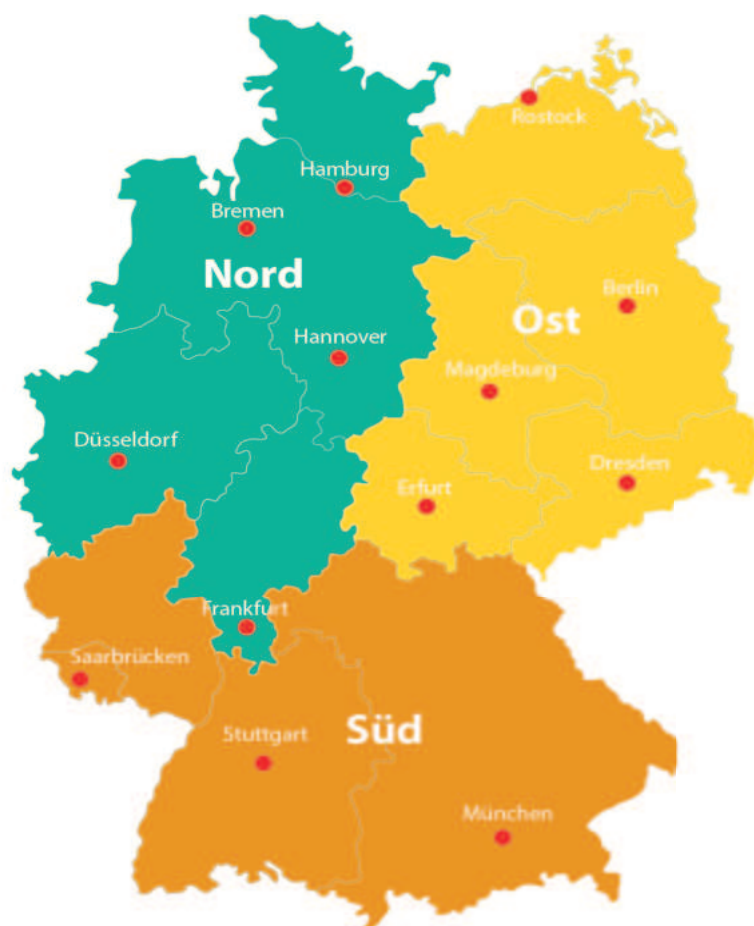 Rostock
Hamburg
Bremen
Nord
Berlin
Ost
Hannover
Magdeburg
Düsseldorf
Dresden
Erfurt
Frankfurt
Saarbrücken
Süd
Stuttgart
München